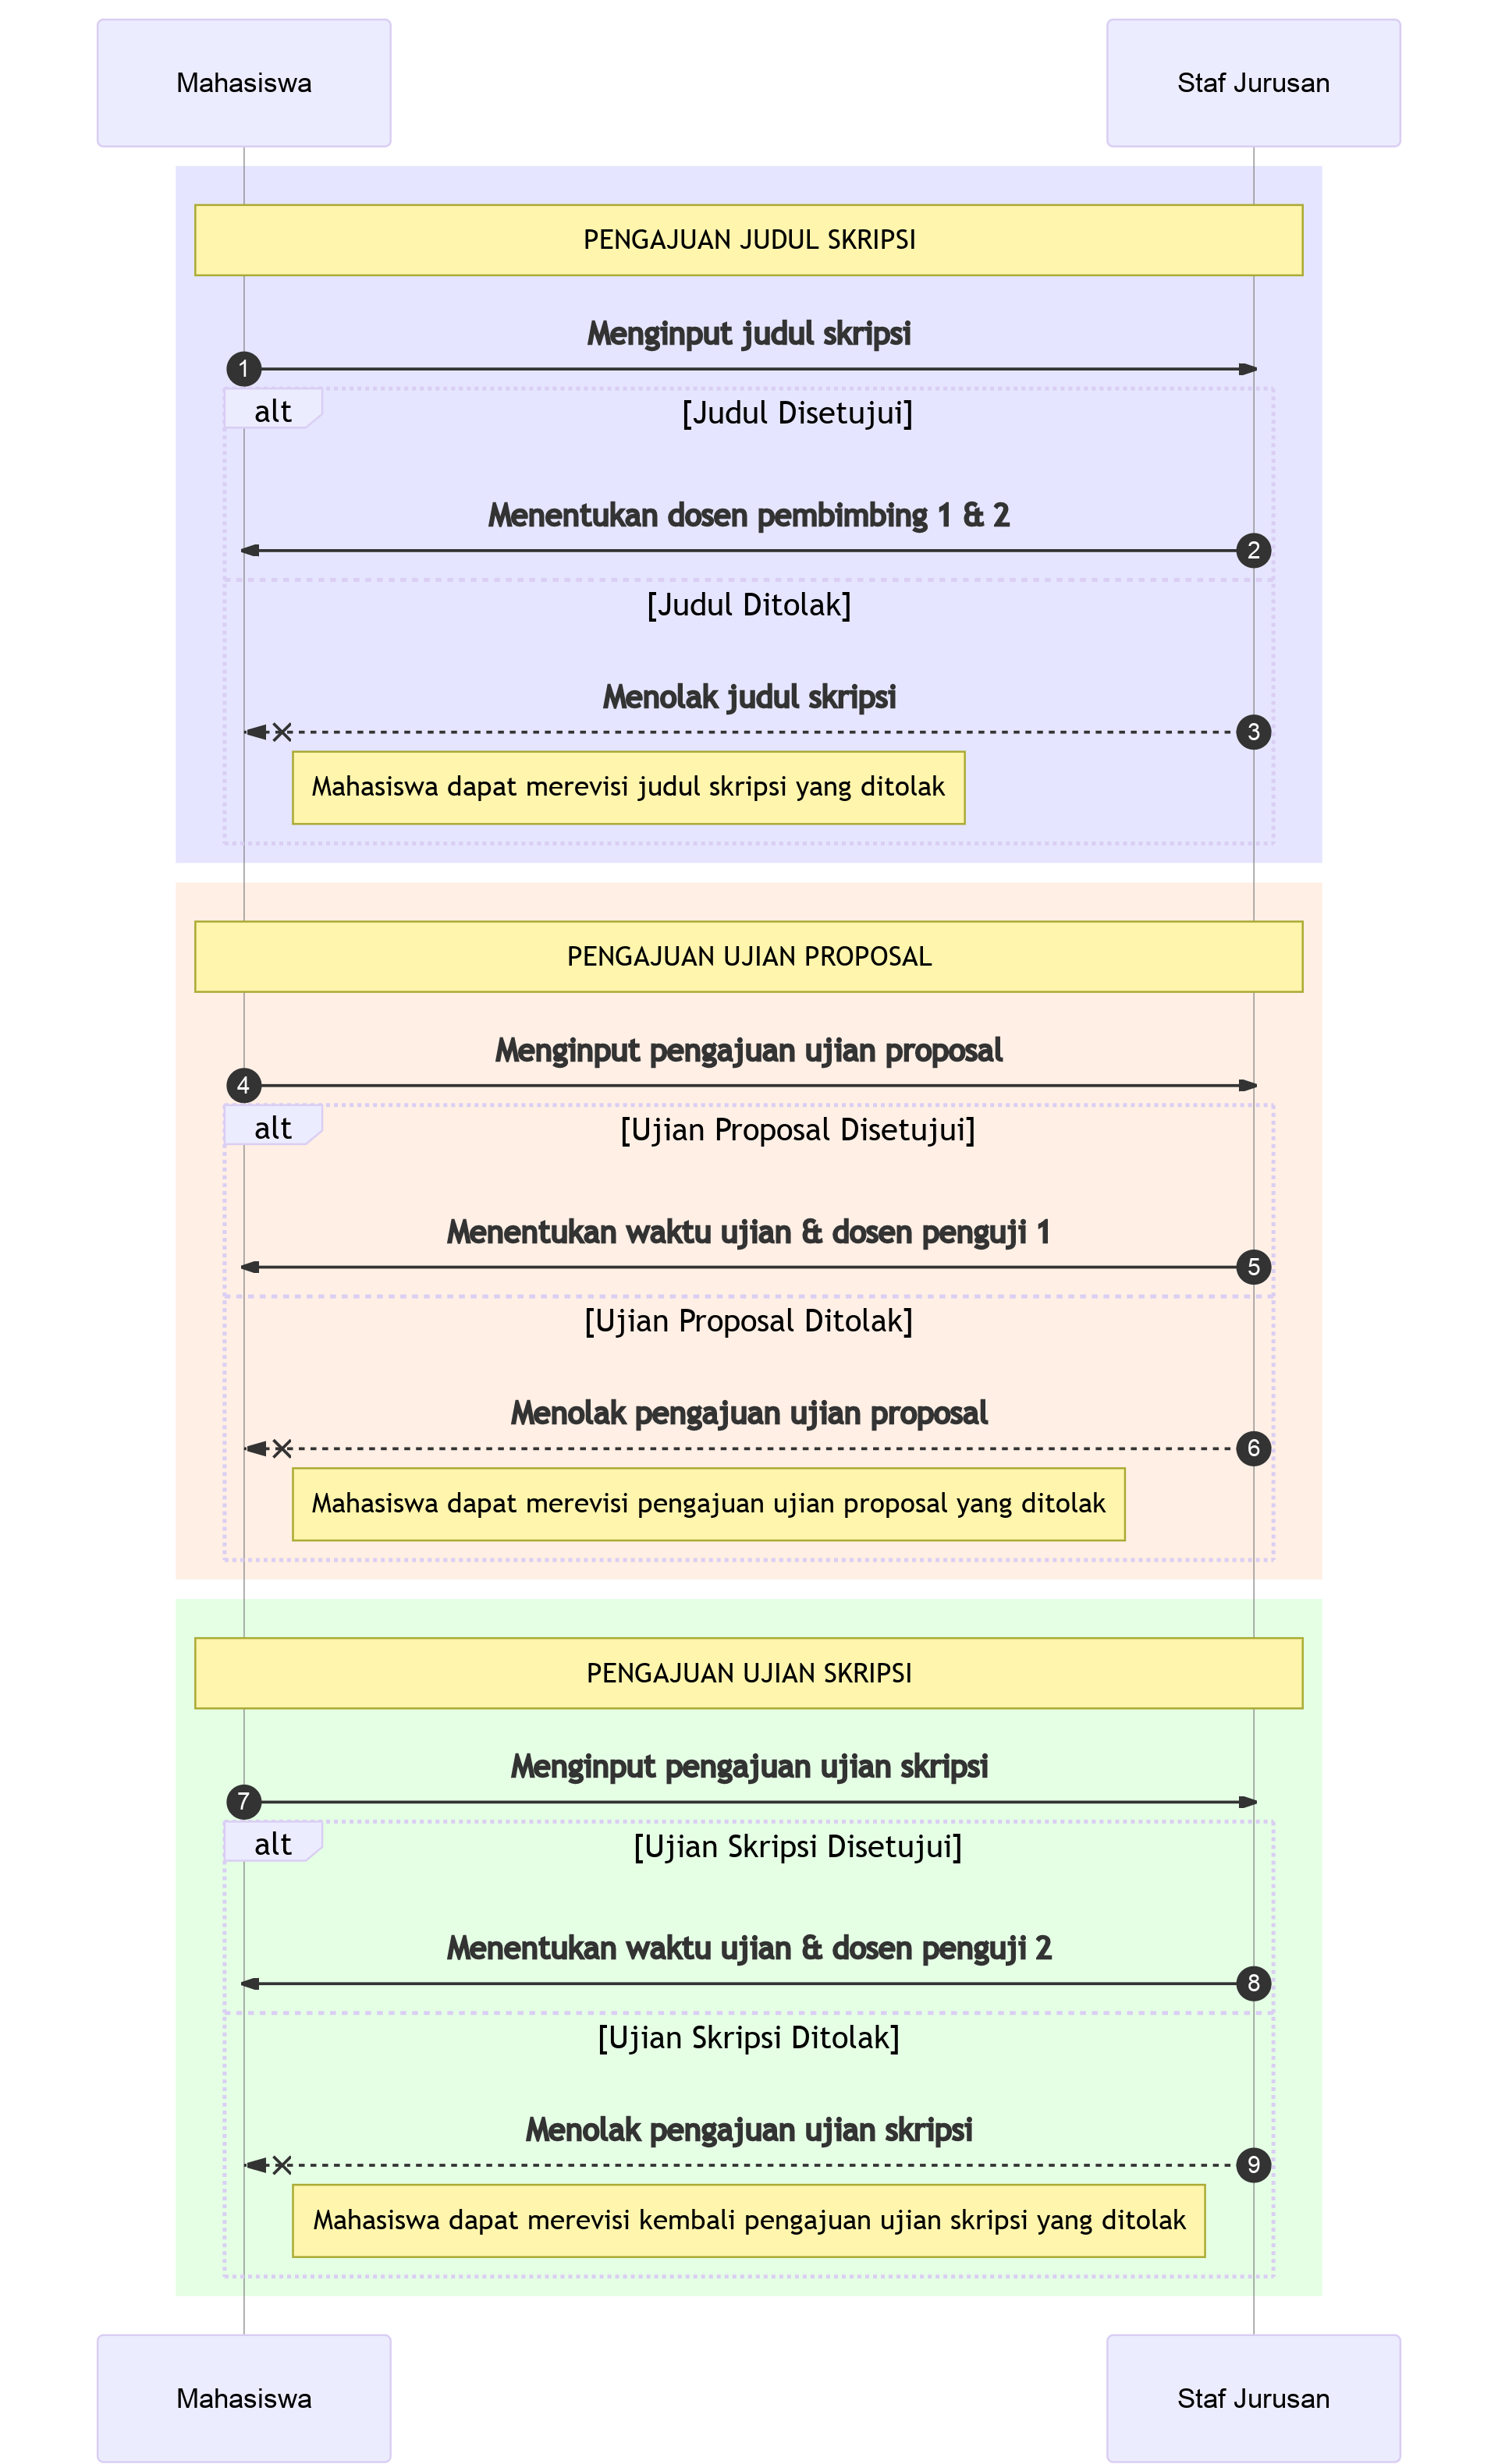 Mahasiswa
Staf Jurusan
PENGAJUAN JUDUL SKRIPSI
Menginput judul skripsi
1
alt
[Judul Disetujui]
Menentukan dosen pembimbing 1 & 2
2
[Judul Ditolak]
Menolak judul skripsi
3
Mahasiswa dapat merevisi judul skripsi yang ditolak
PENGAJUAN UJIAN PROPOSAL
Menginput pengajuan ujian proposal
4
alt
[Ujian Proposal Disetujui]
Menentukan waktu ujian & dosen penguji 1
5
[Ujian Proposal Ditolak]
Menolak pengajuan ujian proposal
6
Mahasiswa dapat merevisi pengajuan ujian proposal yang ditolak
PENGAJUAN UJIAN SKRIPSI
Menginput pengajuan ujian skripsi
7
alt
[Ujian Skripsi Disetujui]
Menentukan waktu ujian & dosen penguji 2
8
[Ujian Skripsi Ditolak]
Menolak pengajuan ujian skripsi
9
Mahasiswa dapat merevisi kembali pengajuan ujian skripsi yang ditolak
Mahasiswa
Staf Jurusan